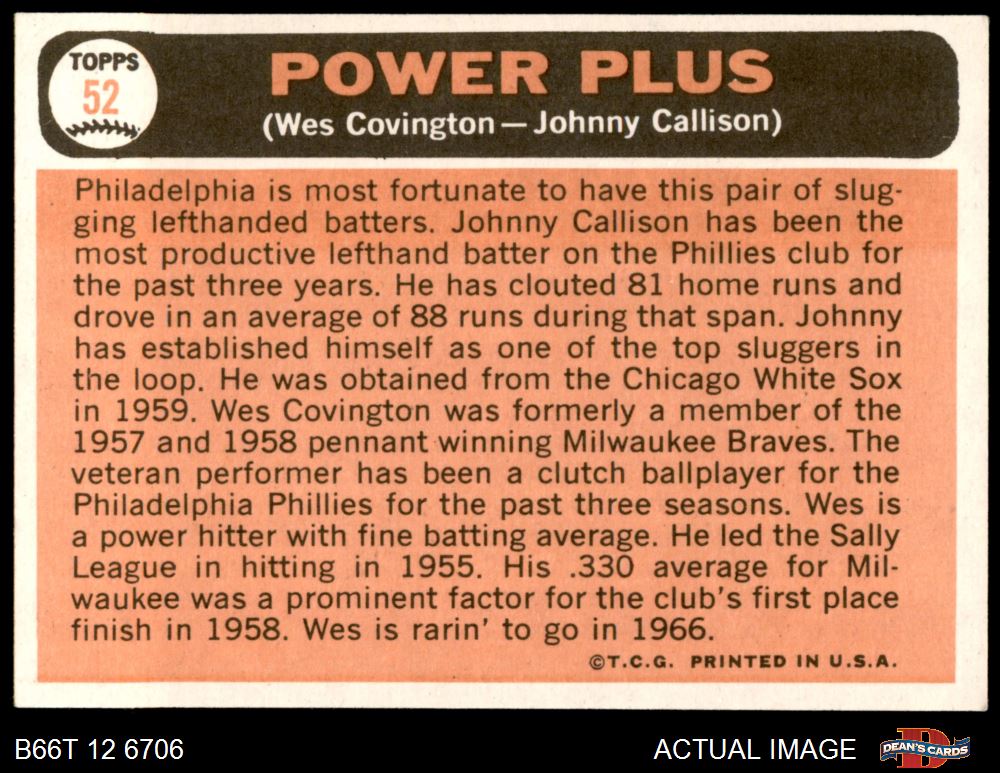 TOPPS
52
POWER PLUS
(Wes Covington—Johnny Callison)
Philadelphia is most fortunate to have this pair of slug-
ging lefthanded batters. Johnny Callison has been the
most productive lefthand batter on the Phillies club for
the past three years. He has clouted 81 home runs and
drove in an average of 88 runs during that span. Johnny
has established himself as one of the top sluggers in
the loop. He was obtained from the Chicago White Sox
in 1959. Wes Covington was formerly a member of the
1957 and 1958 pennant winning Milwaukee Braves. The
veteran performer has been a clutch ballplayer for the
Philadelphia Phillies for the past three seasons. Wes is
a power hitter with fine batting average. He led the Sally
League in hitting in 1955. His .330 average for Mil-
waukee was a prominent factor for the club's first place
finish in 1958. Wes is rarin' to go in 1966.
©T.C.G. PRINTED IN U.S.A.
B66T 12 6706
ACTUAL IMAGE
DEAN'S CARDS